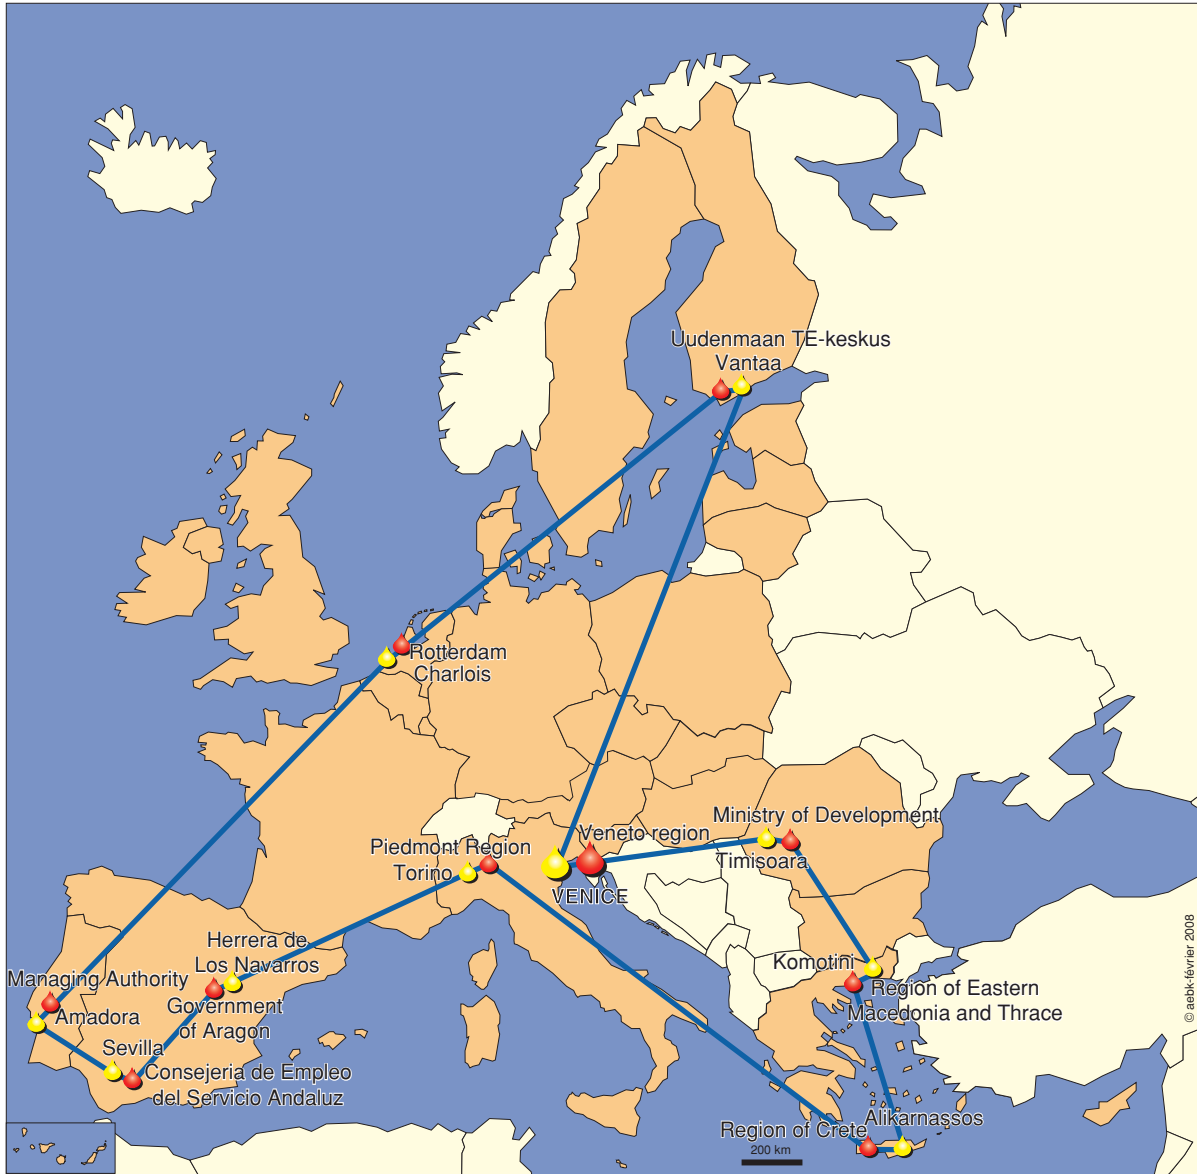 Uudenmaan TE-keskus
Vantaa
Rotterdam
Charlois
Ministry of Development
Timisoara
Veneto region
VENICE
Piedmont Region
Torino
Herrera de
Los Navarros
Government
of Aragon
Managing Authority
Amadora
Sevilla
Consejeria de Empleo
del Servicio Andaluz
Komotini
Region of Eastern
Macedonia and Thrace
Alikarnassos
Region of Crete
200 km
© aebk-février 2008